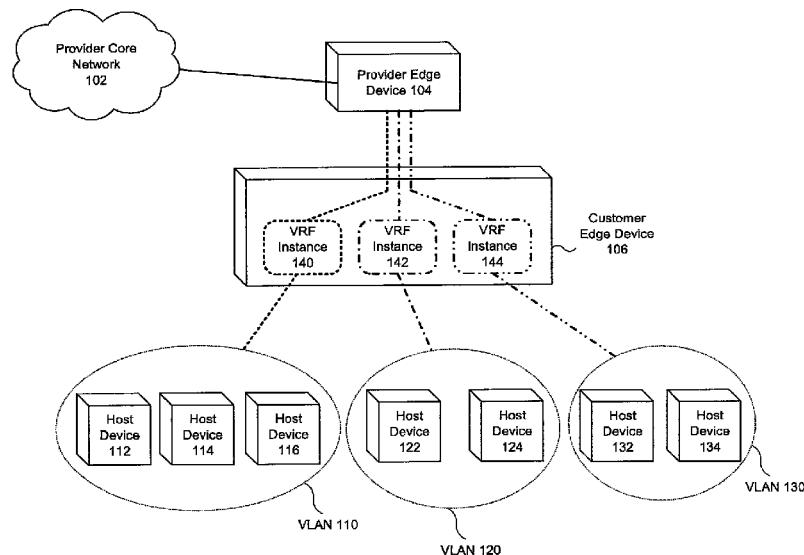 Provider Core
Network
102
Provider Edge
Device 104
VRF
Instance
140
VRF
Instance
142
VRF
Instance
144
Customer
Edge Device
106
Host
Device
112
Host
Device
114
Host
Device
116
Host
Device
122
Host
Device
124
Host
Device
132
Host
Device
134
VLAN 110
VLAN 120
VLAN 130